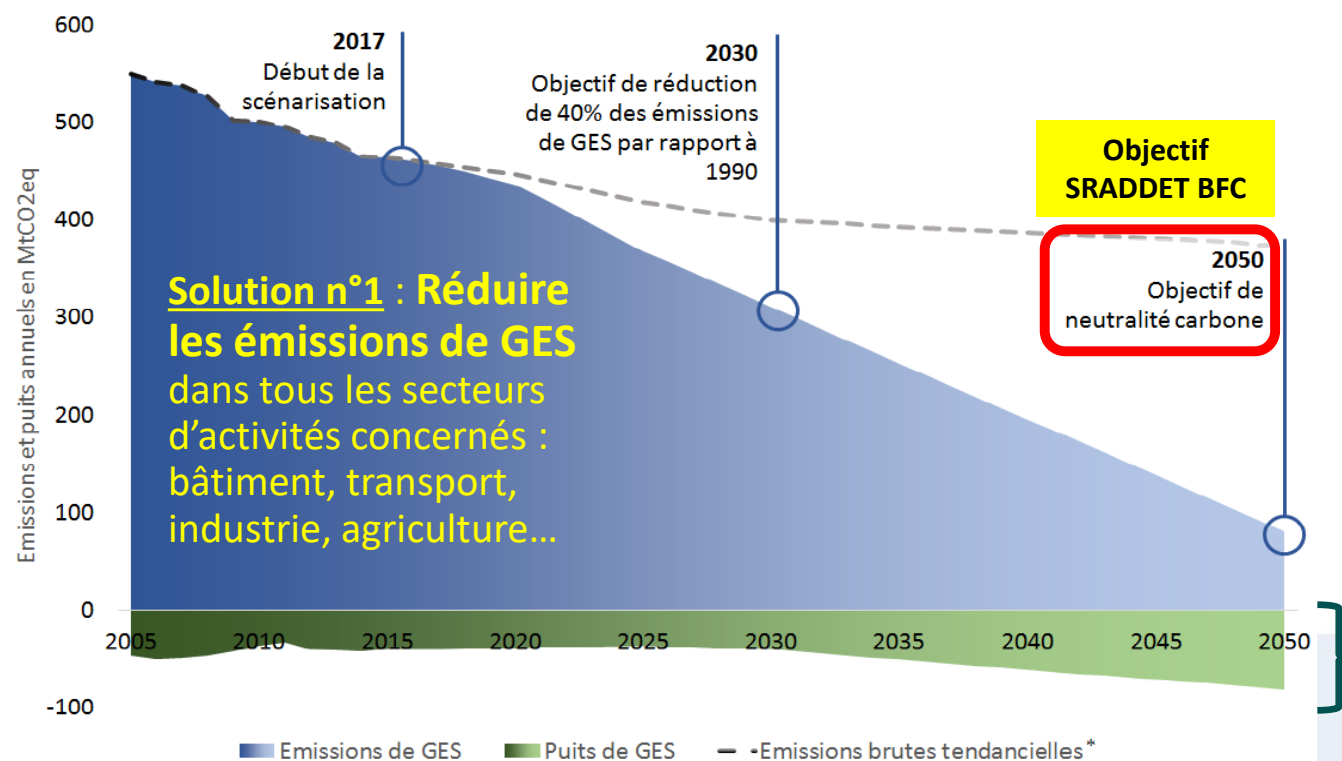 600
500
400
300
200
100
0
-100
Emissions et puits annuels en MtCO2eq
2017
Début de la
scénarisation
2030
Objectif de réduction
de 40% des émissions
de GES par rapport à
1990
Objectif
SRADDET BFC
2050
Objectif de
neutralité carbone
Solution n°1 : Réduire
les émissions de GES
dans tous les secteurs
d’activités concernés :
bâtiment, transport,
industrie, agriculture…
2005 2010 2015 2020 2025 2030 2035 2040 2045 2050
Emissions de GES Puits de GES Emissions brutes tendancielles*